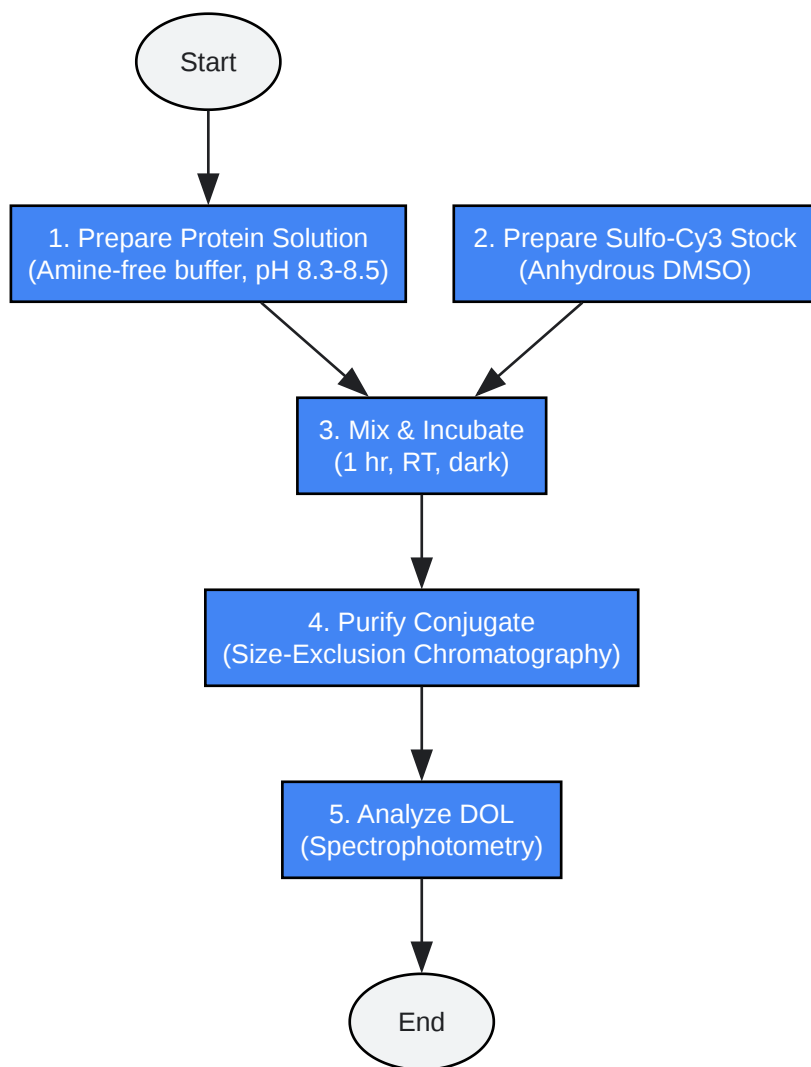 Start
1. Prepare Protein Solution
(Amine-free buffer, pH 8.3-8.5)
2. Prepare Sulfo-Cy3 Stock
(Anhydrous DMSO)
3. Mix & Incubate
(1 hr, RT, dark)
4. Purify Conjugate
(Size-Exclusion Chromatography)
5. Analyze DOL
(Spectrophotometry)
End